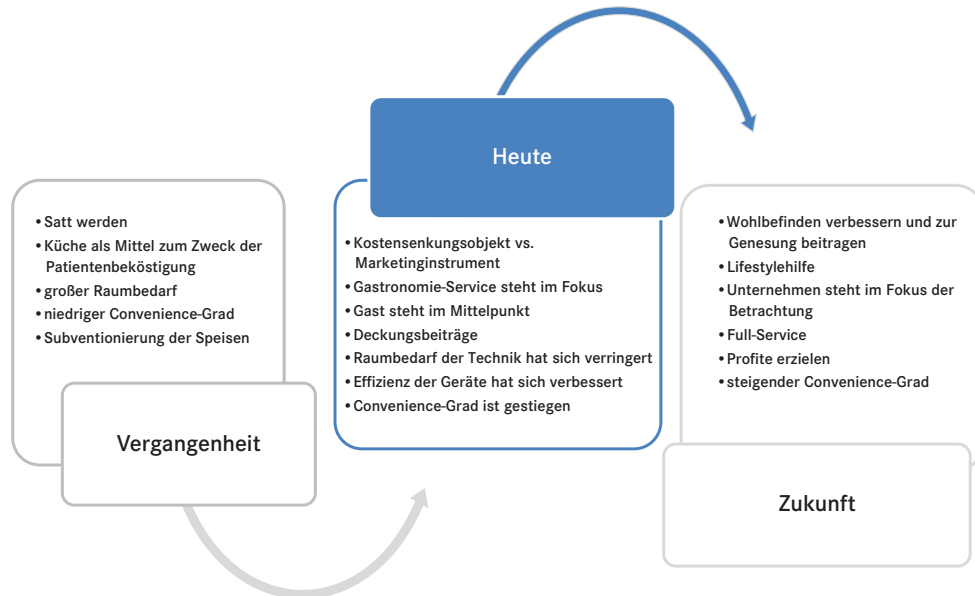 • Satt werden
• Küche als Mittel zum Zweck der
Patientenbeköstigung
• großer Raumbedarf
• niedriger Convenience-Grad
• Subventionierung der Speisen
Vergangenheit
Heute
• Kostensenkungsobjekt vs.
Marketinginstrument
• Gastronomie-Service steht im Fokus
• Gast steht im Mittelpunkt
• Deckungsbeiträge
• Raumbedarf der Technik hat sich verringert
• Effizienz der Geräte hat sich verbessert
• Convenience-Grad ist gestiegen
• Wohlbefinden verbessern und zur
Genesung beitragen
• Lifestylehilfe
• Unternehmen steht im Fokus der
Betrachtung
• Full-Service
• Profite erzielen
• steigender Convenience-Grad
Zukunft